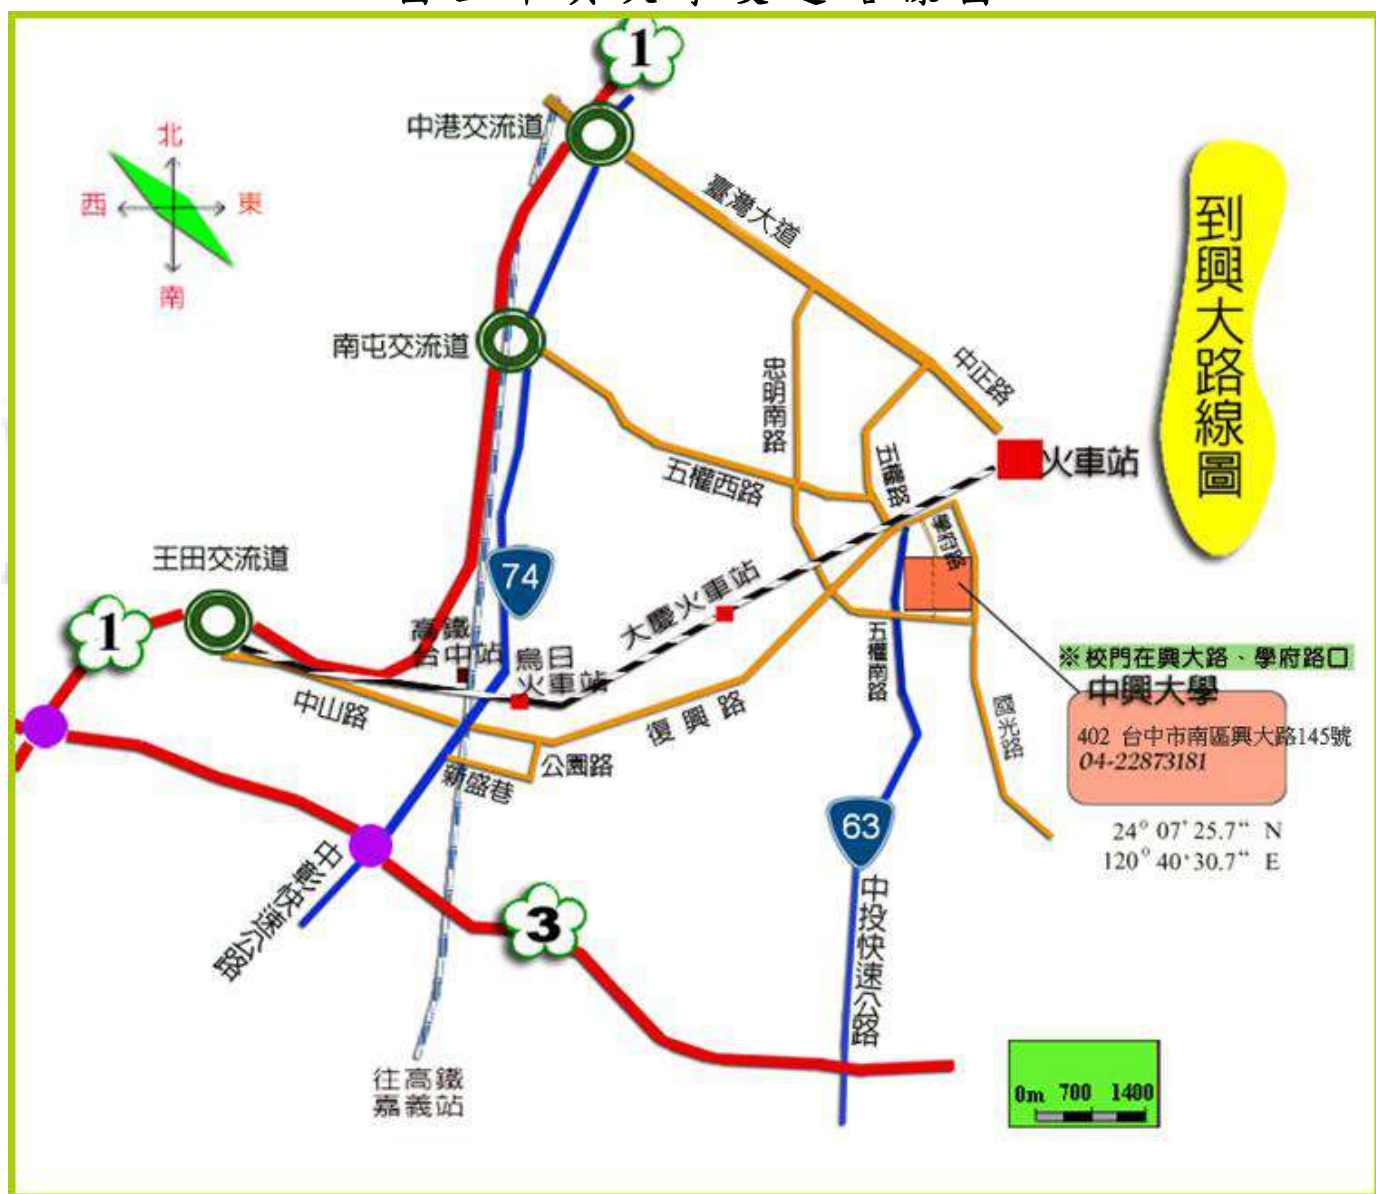 1
中港交流道
北
西
東
南
臺灣大道
到興大路線圖
南屯交流道
中正路
忠明南路
火車站
五權路
五權西路
學府路
王田交流道
74
大慶火車站
1
高鐵
台中站
烏日
火車站
五權南路
※校門在興大路、學府路口
中興大學
402 台中市南區興大路145號
04-22873181
中山路
復興路
國光路
公園路
新盛巷
63
24° 07' 25.7“ N
120° 40' 30.7“ E
中彰快速公路
3
中投快速公路
往高鐵
嘉義站
0m 700 1400